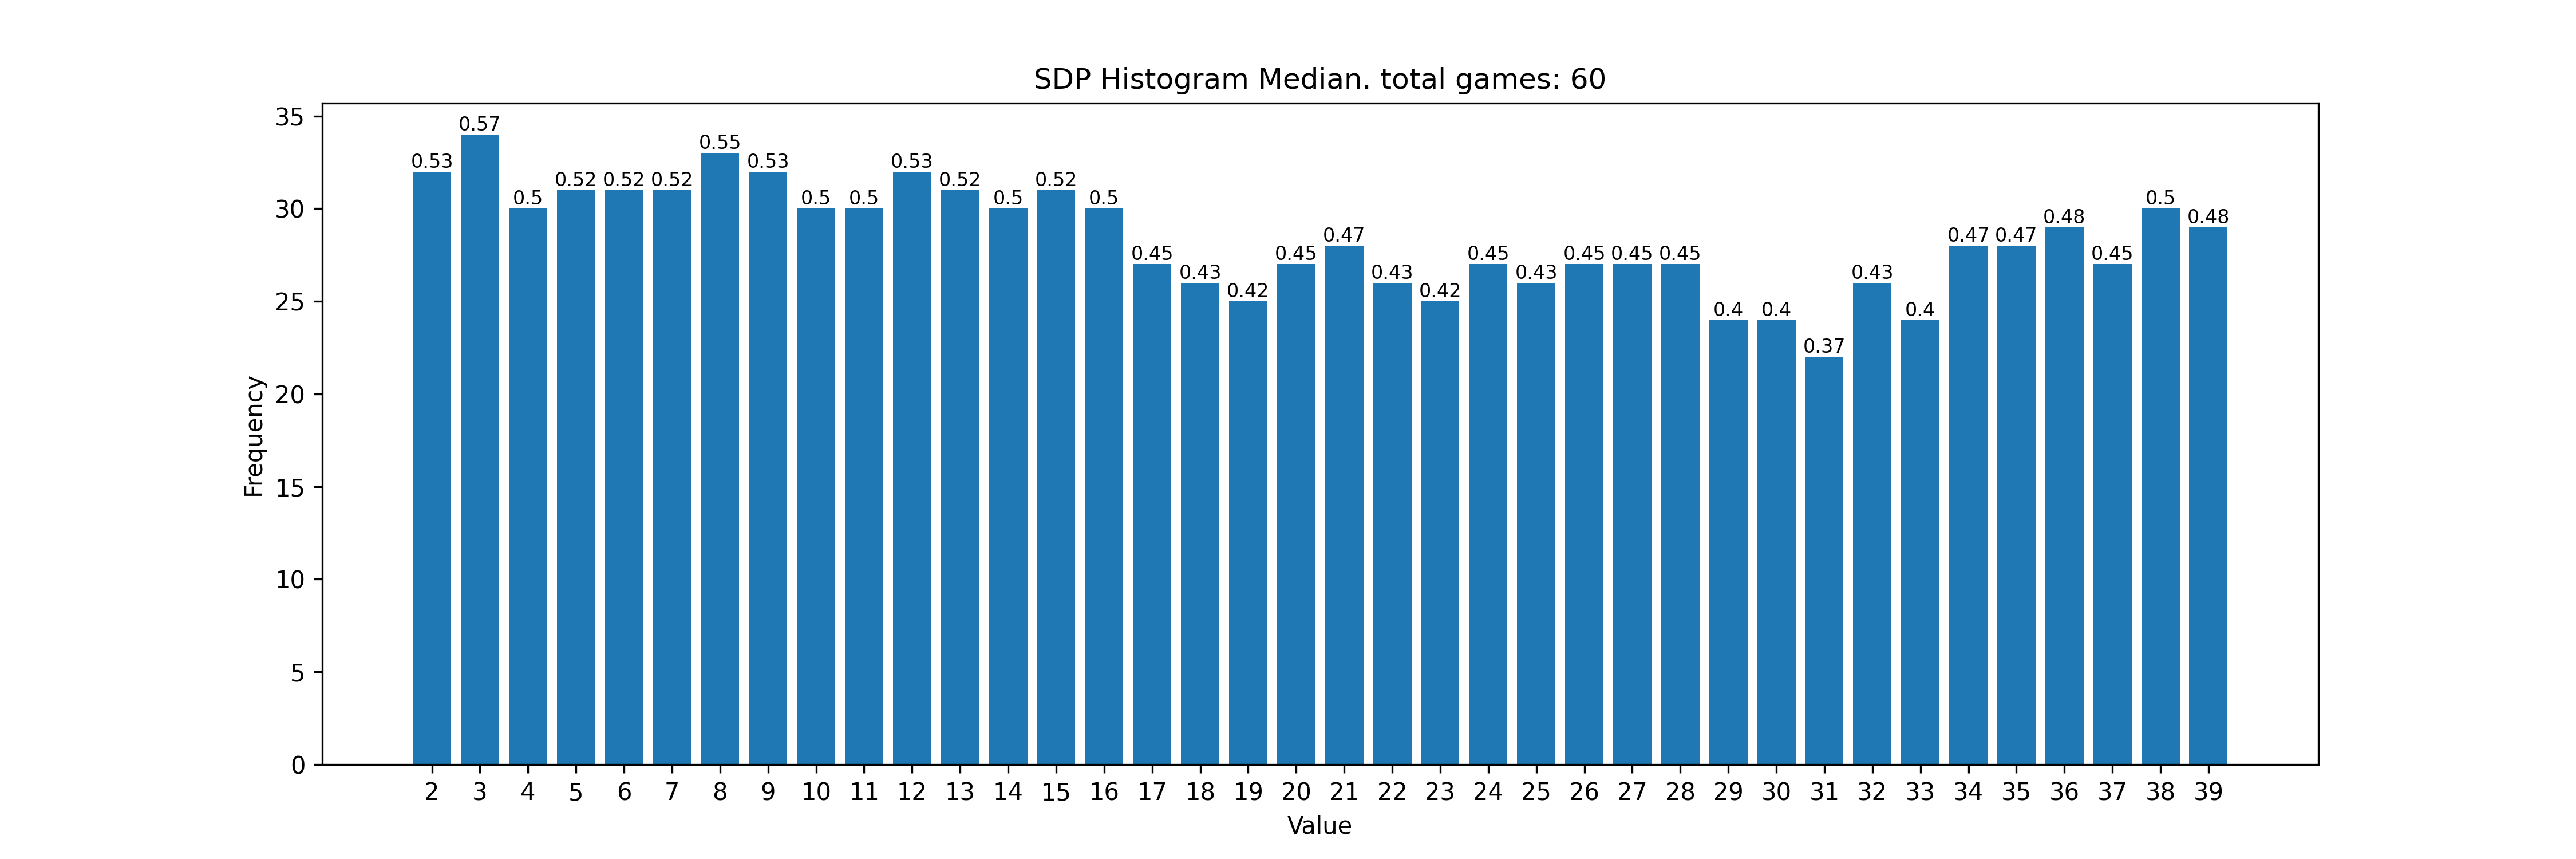 SDP Histogram Median. total games: 60
35
30
25
20
15
10
5
0
Frequency
0.53 0.57 0.5 0.52 0.52 0.52 0.55 0.53 0.5 0.5 0.53 0.52 0.5 0.52 0.5 0.45 0.43 0.42 0.45 0.47 0.43 0.42 0.45 0.43 0.45 0.45 0.45 0.4 0.4 0.37 0.43 0.4 0.47 0.47 0.48 0.45 0.5 0.48
2 3 4 5 6 7 8 9 10 11 12 13 14 15 16 17 18 19 20 21 22 23 24 25 26 27 28 29 30 31 32 33 34 35 36 37 38 39
Value